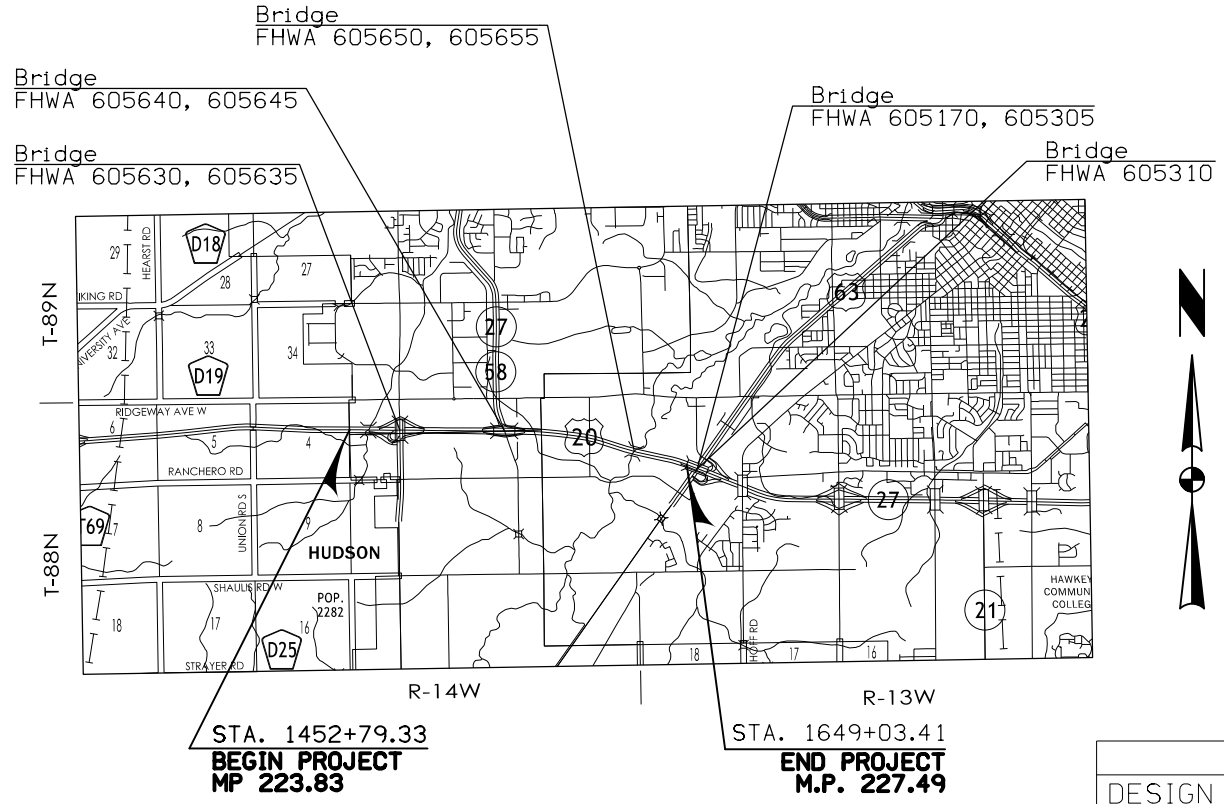 Bridge
FHWA 605650, 605655
Bridge
FHWA 605640, 605645
Bridge
FHWA 605170, 605305
Bridge
FHWA 605630, 605635
Bridge
FHWA 605310
T-89N
29
HEARST RD
D18
28
27
IKING RD
IVERSITY AVE
32
33
34
D19
27
58
63
N
RIDGEWAY AVE W
6
5
4
20
RANCHERO RD
T69
7
8
9
UNION RD S
HUDSON
27
T-88N
SHAULIS RD W
POP.
2282
18
17
16
D25
STRAYER RD
21
HAWKEY
COMMUN
COLLEG
HOFF RD
18
17
16
R-14W
R-13W
STA. 1452+79.33
BEGIN PROJECT
MP 223.83
STA. 1649+03.41
END PROJECT
M.P. 227.49
DESIGN